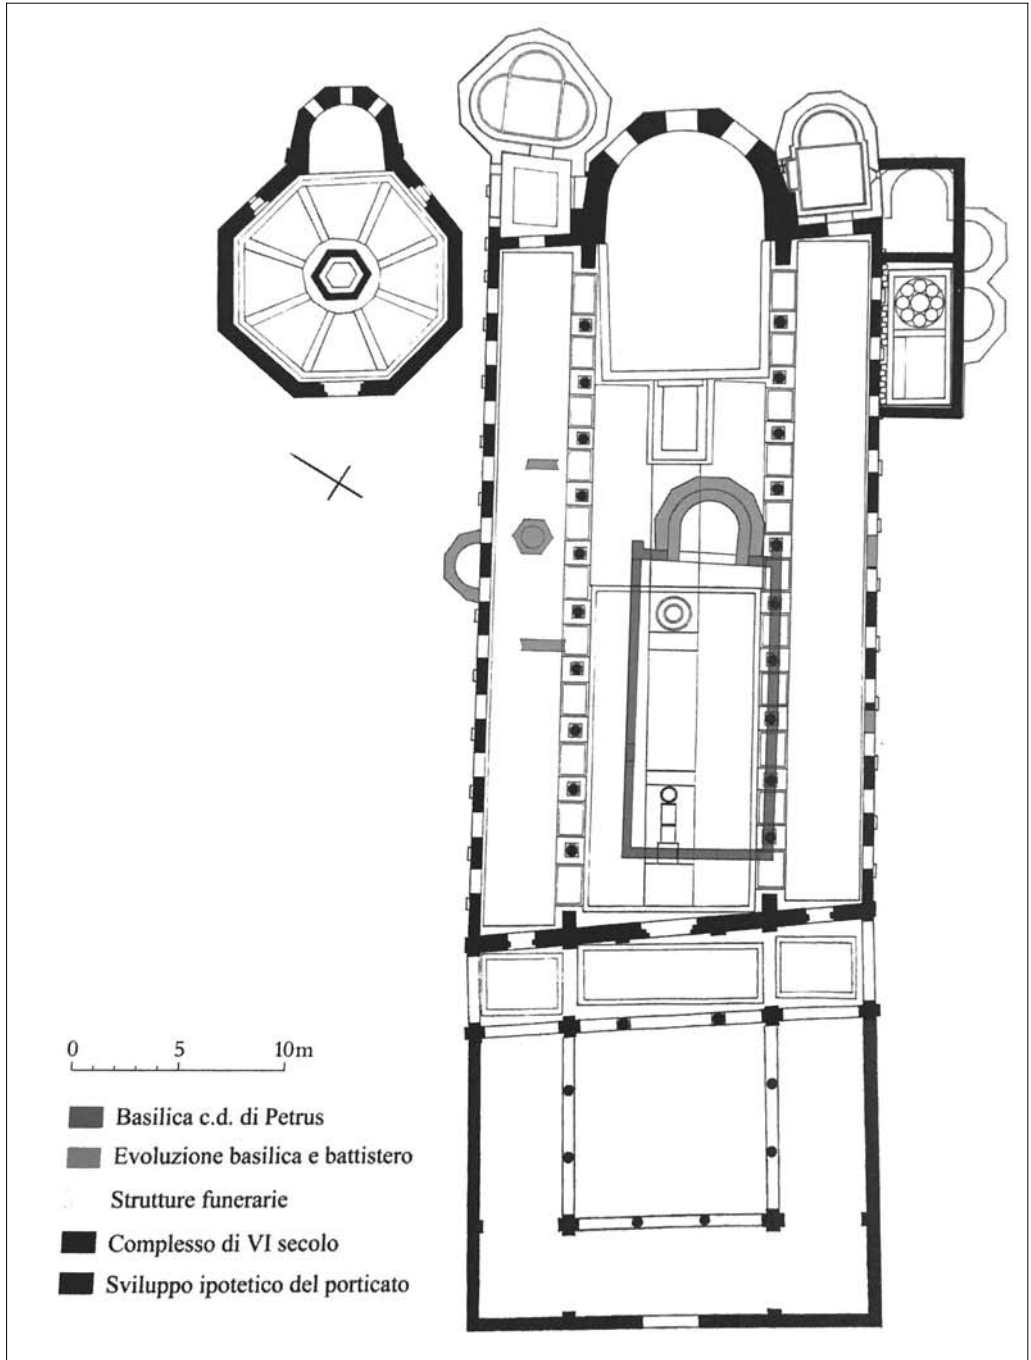 0 5 10m
Basilica c.d. di Petrus
Evoluzione basilica e battistero
Strutture funerarie
Complesso di VI secolo
Sviluppo ipotetico del porticato